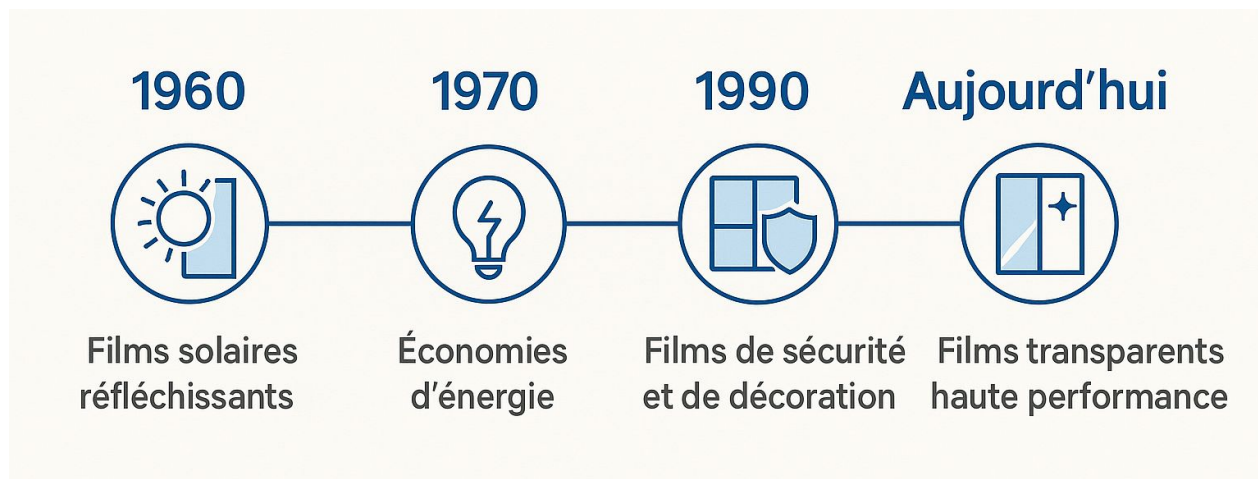 1960
Films solaires
réfléchissants
1970
Économies
d'énergie
1990
Films de sécurité
et de décoration
Aujourd'hui
Films transparents
haute performance